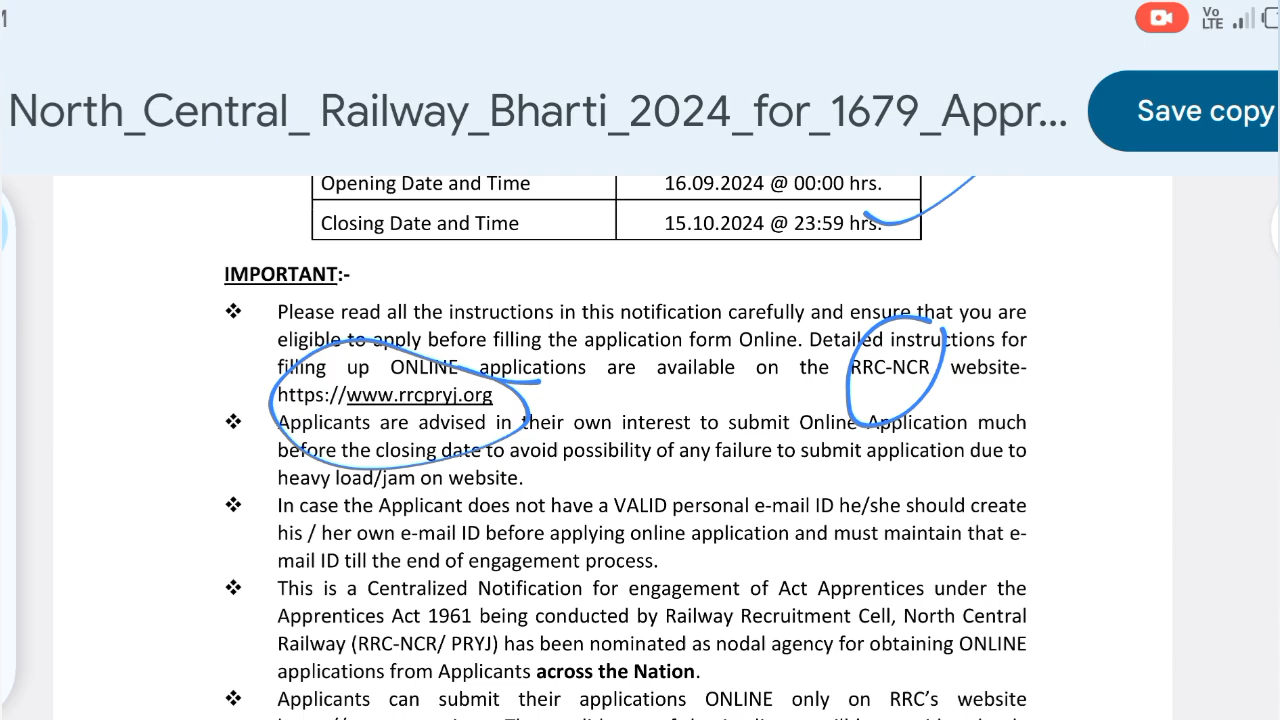 Vo
LTE
North_Central_ Railway_Bharti_2024_for_1679_Appr...
Save copy
Opening Date and Time 16.09.2024 @ 00:00 hrs.
Closing Date and Time 15.10.2024 @ 23:59 hrs.
IMPORTANT:-
❖ Please read all the instructions in this notification carefully and ensure that you are
eligible to apply before filling the application form Online. Detailed instructions for
filling up ONLINE applications are available on the RRC-NCR website-
https://www.rrcpryj.org
❖ Applicants are advised in their own interest to submit Online Application much
before the closing date to avoid possibility of any failure to submit application due to
heavy load/jam on website.
❖ In case the Applicant does not have a VALID personal e-mail ID he/she should create
his / her own e-mail ID before applying online application and must maintain that e-
mail ID till the end of engagement process.
❖ This is a Centralized Notification for engagement of Act Apprentices under the
Apprentices Act 1961 being conducted by Railway Recruitment Cell, North Central
Railway (RRC-NCR/ PRYJ) has been nominated as nodal agency for obtaining ONLINE
applications from Applicants across the Nation.
❖ Applicants can submit their applications ONLINE only on RRC's website